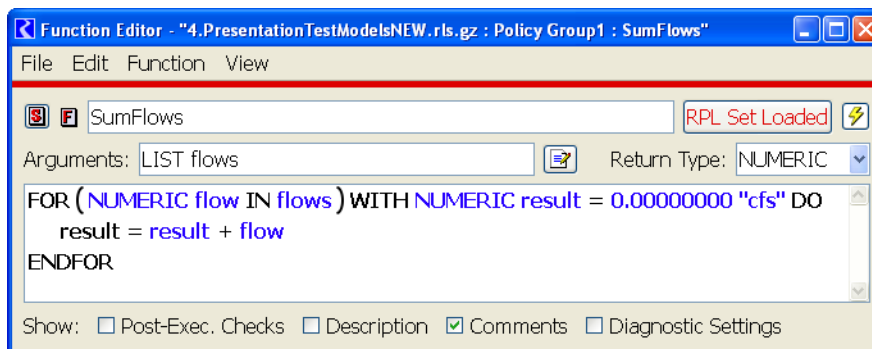 Function Editor - "4.PresentationTestModelsNEW.rls.gz : Policy Group1 : SumFlows"
File Edit Function View
S F SumFlows RPL Set Loaded
Arguments: LIST flows Return Type: NUMERIC
FOR ( NUMERIC flow IN flows ) WITH NUMERIC result = 0.00000000 "cfs" DO
result = result + flow
ENDFOR
Show: Post-Exec. Checks Description Comments Diagnostic Settings